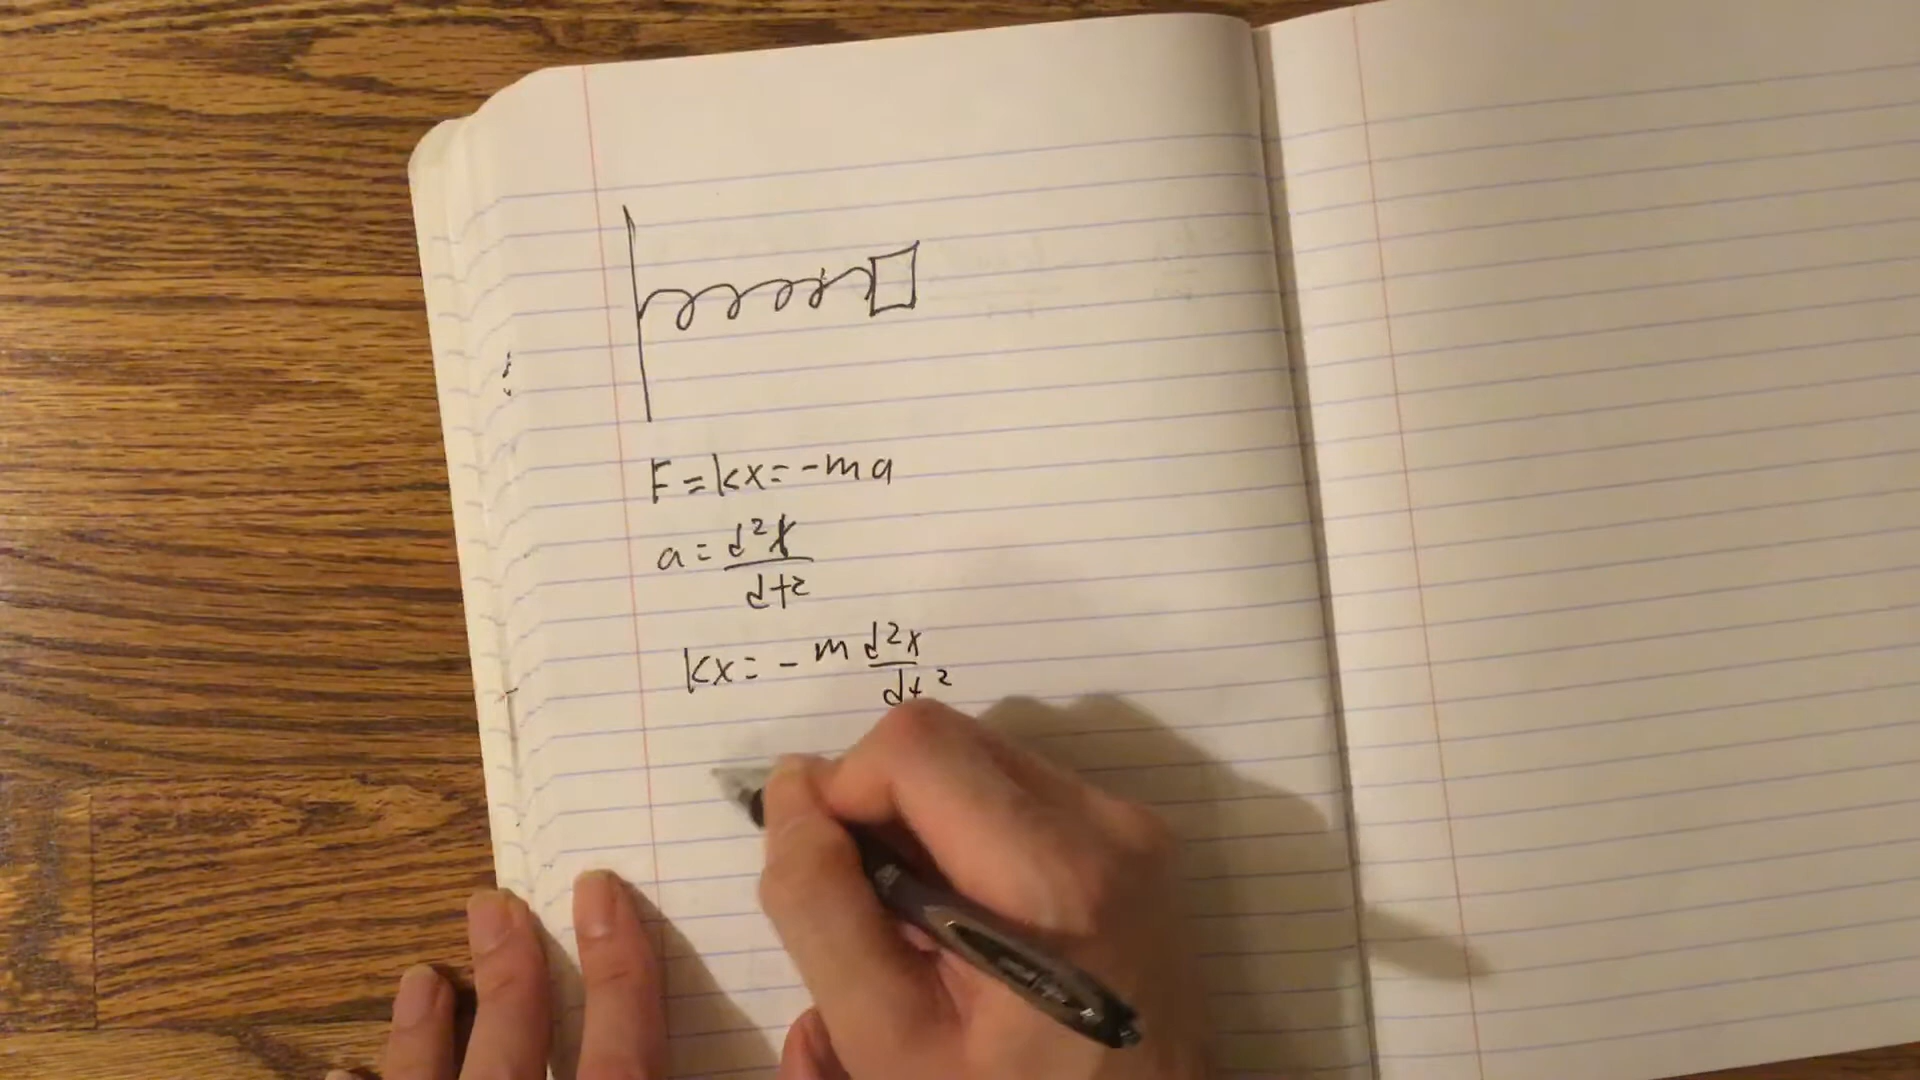 F = kx = -ma
a = d²x/dt²
kx = -m d²x/dt²